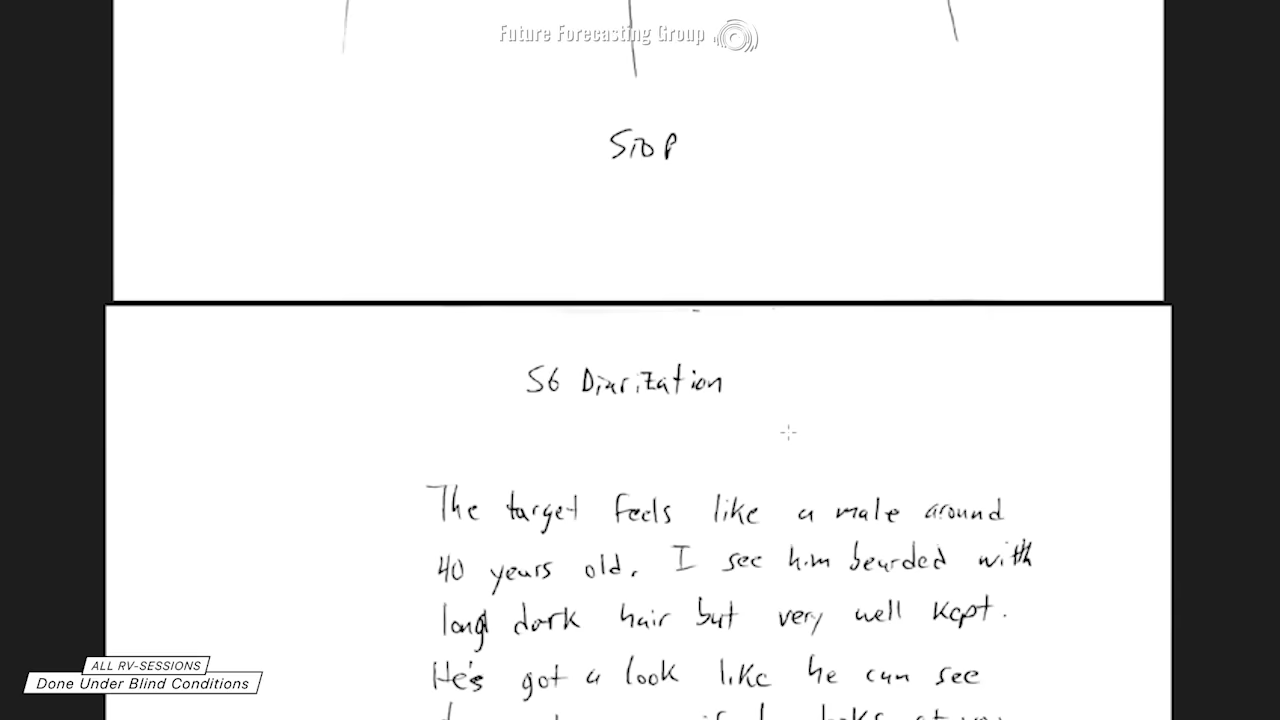 Future Forecasting Group
STOP
S6 Diarization
The target feels like a male around
40 years old. I see him bearded with
long dark hair but very well kept.
He's got a look like he can see
ALL RV-SESSIONS
Done Under Blind Conditions